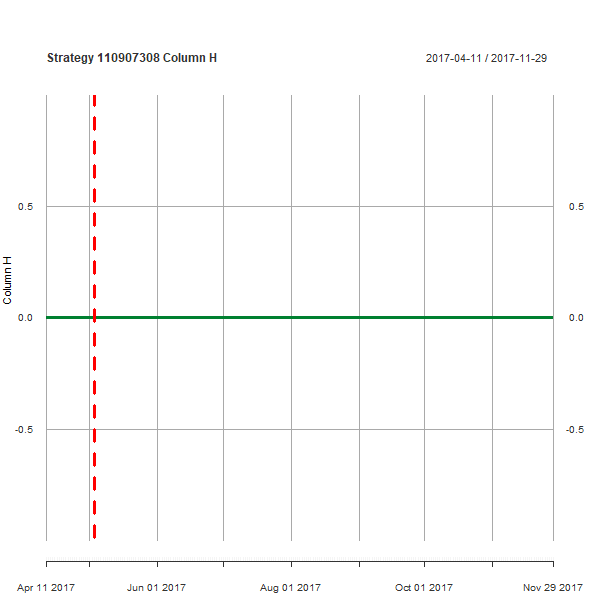 Strategy 110907308 Column H
2017-04-11 / 2017-11-29
0.5
0.5
Column H
0.0
0.0
-0.5
-0.5
Apr 11 2017
Jun 01 2017
Aug 01 2017
Oct 01 2017
Nov 29 2017